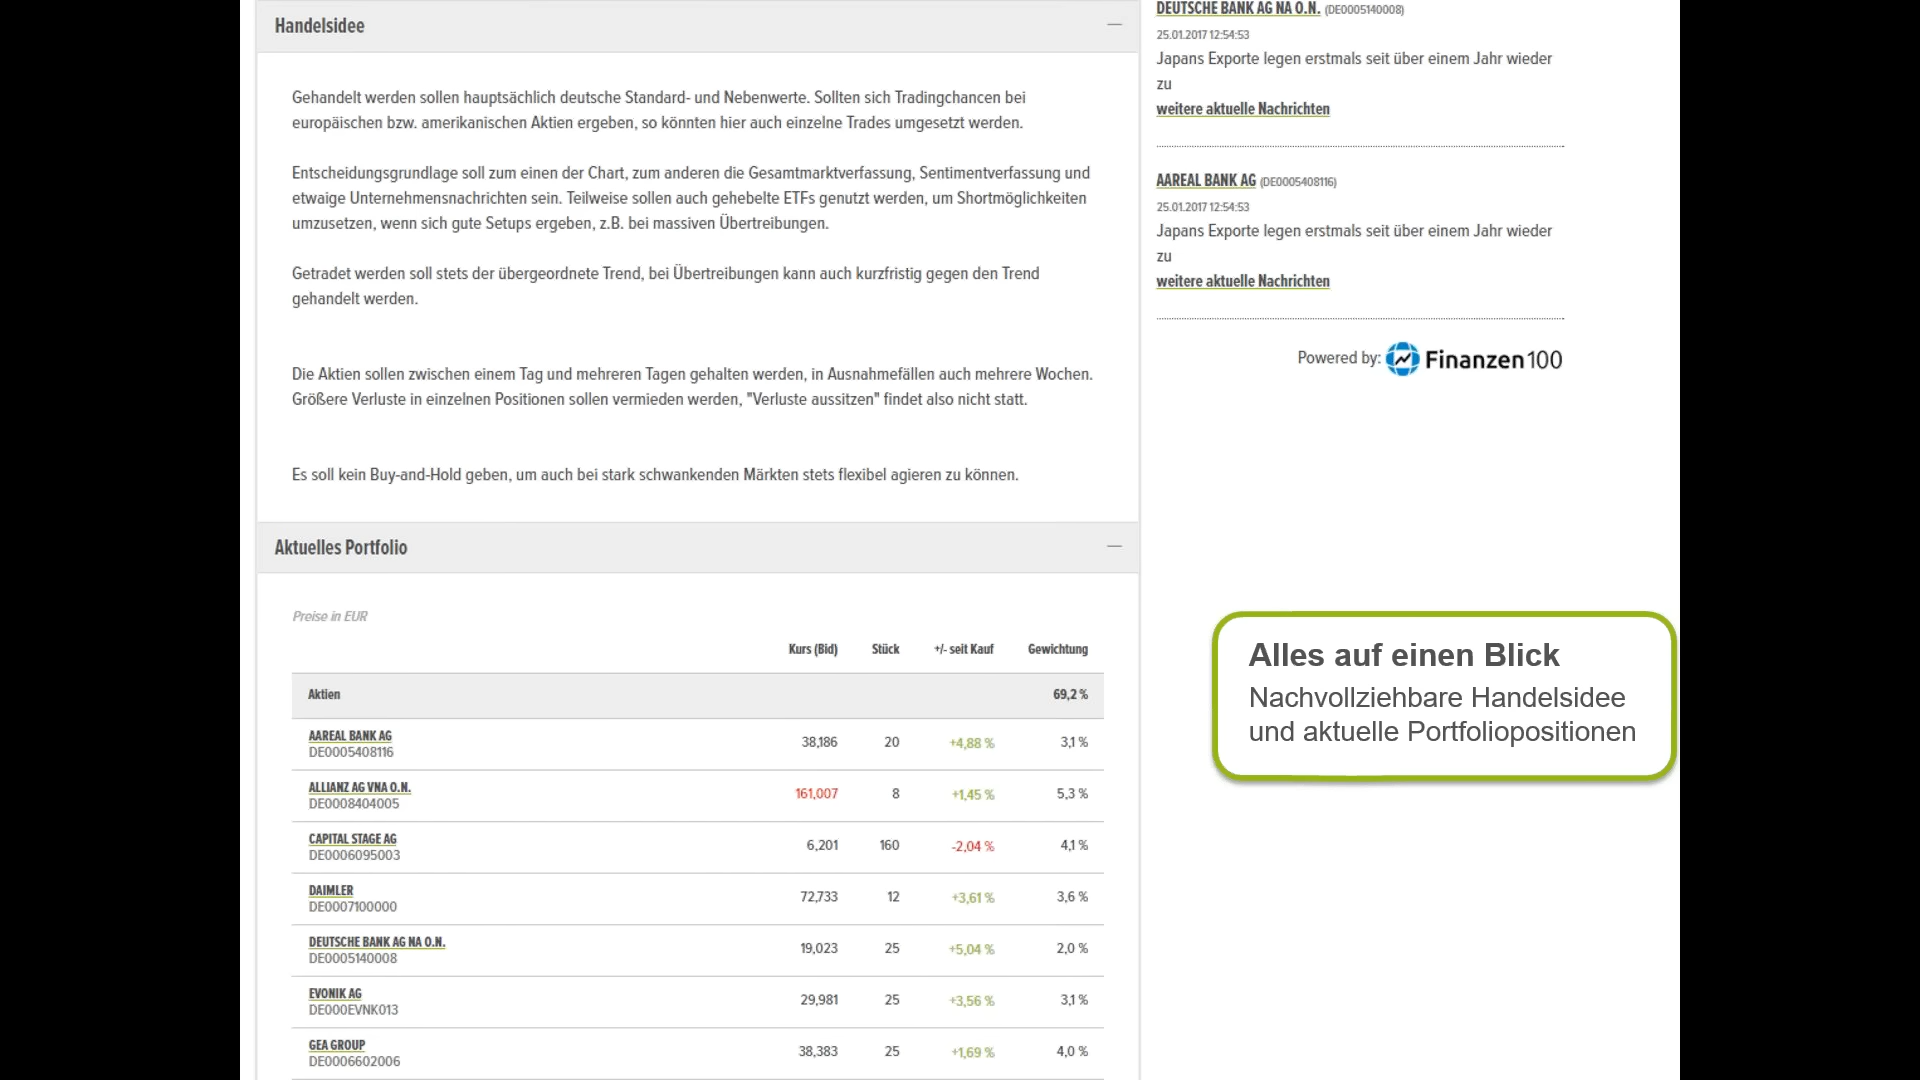 Handelsidee
Gehandelt werden sollen hauptsächlich deutsche Standard- und Nebenwerte. Sollten sich Tradingchancen bei
europäischen bzw. amerikanischen Aktien ergeben, so könnten hier auch einzelne Trades umgesetzt werden.
Entscheidungsgrundlage soll zum einen der Chart, zum anderen die Gesamtmarktverfassung, Sentimentverfassung und
etwaige Unternehmensnachrichten sein. Teilweise sollen auch gehebelte ETFs genutzt werden, um Shortmöglichkeiten
umzusetzen, wenn sich gute Setups ergeben, z.B. bei massiven Übertreibungen.
Getradet werden soll stets der übergeordnete Trend, bei Übertreibungen kann auch kurzfristig gegen den Trend
gehandelt werden.
Die Aktien sollen zwischen einem Tag und mehreren Tagen gehalten werden, in Ausnahmefällen auch mehrere Wochen.
Größere Verluste in einzelnen Positionen sollen vermieden werden, "Verluste aussitzen" findet also nicht statt.
Es soll kein Buy-and-Hold geben, um auch bei stark schwankenden Märkten stets flexibel agieren zu können.
Aktuelles Portfolio
Preise in EUR
Kurs (Bid) Stück +/- seit Kauf Gewichtung
Aktien 69,2 %
AAREAL BANK AG
DE0005408116
38,186 20 +4,88 % 3,1 %
ALLIANZ AG VNA O.N.
DE0008404005
161,007 8 +1,45 % 5,3 %
CAPITAL STAGE AG
DE0006095003
6,201 160 -2,04 % 4,1 %
DAIMLER
DE0007100000
72,733 12 +3,61 % 3,6 %
DEUTSCHE BANK AG NA O.N.
DE0005140008
19,023 25 +5,04 % 2,0 %
EVONIK AG
DE000EVNK013
29,981 25 +3,56 % 3,1 %
GEA GROUP
DE0006602006
38,383 25 +1,69 % 4,0 %
DEUTSCHE BANK AG NA O.N. (DE0005140008)
25.01.2017 12:54:53
Japans Exporte legen erstmals seit über einem Jahr wieder
zu
weitere aktuelle Nachrichten
AAREAL BANK AG (DE0005408116)
25.01.2017 12:54:53
Japans Exporte legen erstmals seit über einem Jahr wieder
zu
weitere aktuelle Nachrichten
Powered by: Finanzen100
Alles auf einen Blick
Nachvollziehbare Handelsidee
und aktuelle Portfoliopositionen